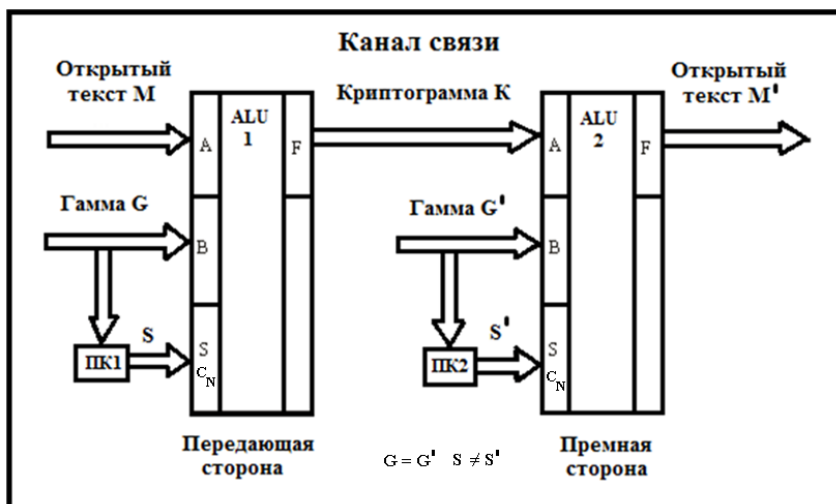 Канал связи
Открытый
текст М
Криптограмма К
Открытый
текст М'
ALU
1
A
F
ALU
2
A
F
Гамма G
Гамма G'
B
B
S
S'
ПК1
S
C_N
ПК2
S
C_N
Передающая
сторона
G = G' S ≠ S'
Премная
сторона